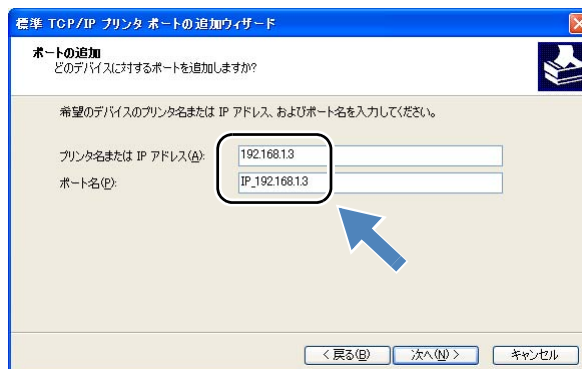 標準 TCP/IP プリンタ ポートの追加ウィザード
ポートの追加
どのデバイスに対するポートを追加しますか?
希望のデバイスのプリンタ名または IP アドレス、およびポート名を入力してください。
プリンタ名または IP アドレス(A): 192.168.1.3
ポート名(P): IP_192.168.1.3
< 戻る(B) 次へ(N) > キャンセル